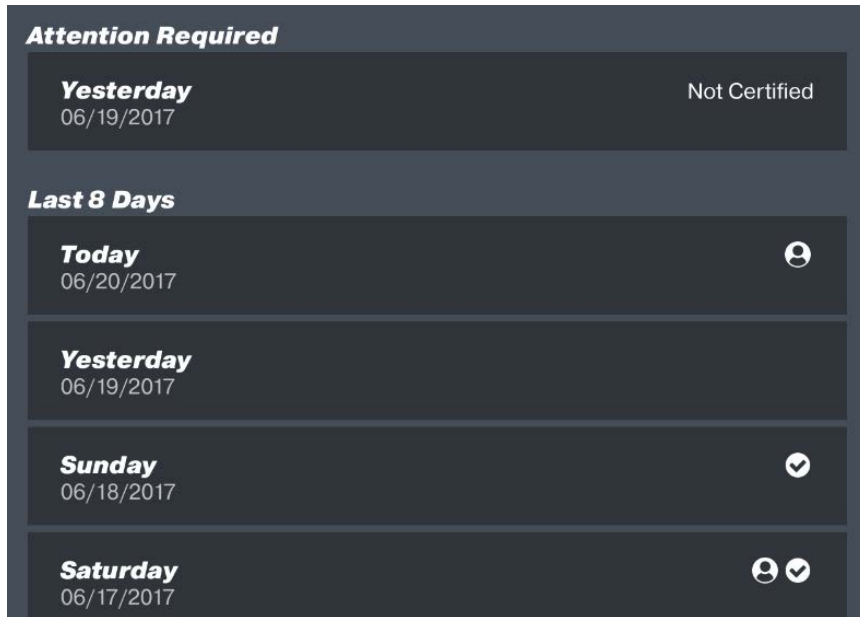 Attention Required
Yesterday
Not Certified
06/19/2017
Last 8 Days
Today
06/20/2017
Yesterday
06/19/2017
Sunday
06/18/2017
Saturday
06/17/2017